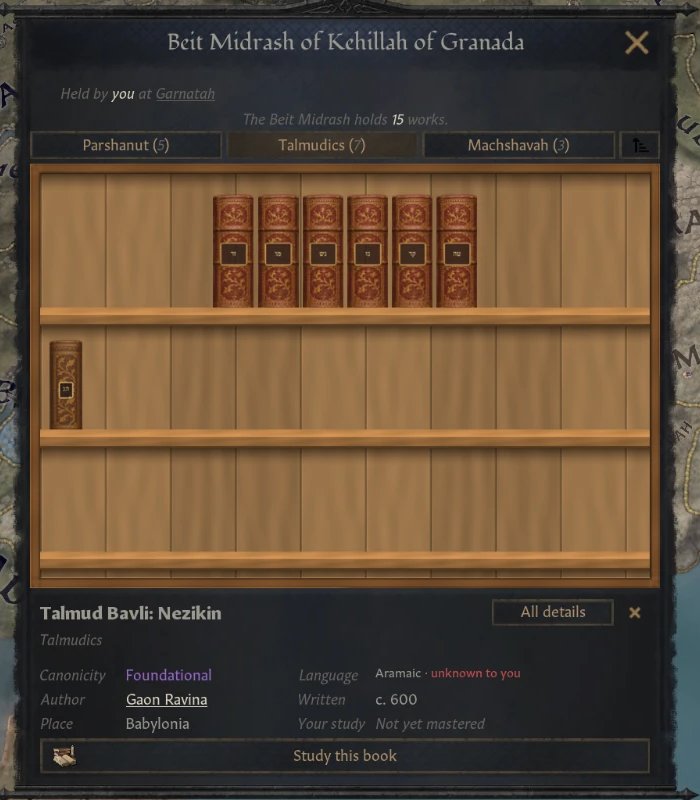 Beit Midrash of Kehillah of Granada
Held by you at Garnatah
The Beit Midrash holds 15 works.
Parshanut (5)
Talmudics (7)
Machshavah (3)
Talmud Bavli: Nezikin
All details
Talmudics
Canonicity Foundational
Language Aramaic · unknown to you
Author Gaon Ravina
Written c. 600
Place Babylonia
Your study Not yet mastered
Study this book